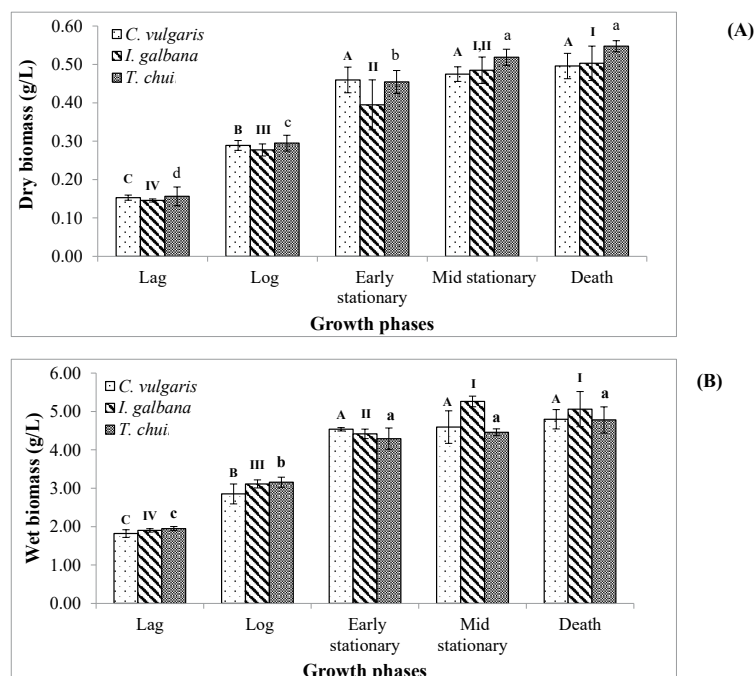 (A)
Dry biomass (g/L)
0.60
0.50
0.40
0.30
0.20
0.10
0.00
C. vulgaris
I. galbana
T. chui
C IV d
B III c
A II b
A I,II a
A I a
Lag Log Early stationary Mid stationary Death
Growth phases
(B)
Wet biomass (g/L)
6.00
5.00
4.00
3.00
2.00
1.00
0.00
C. vulgaris
I. galbana
T. chui
C IV c
B III b
A II a
A I a
A I a
Lag Log Early stationary Mid stationary Death
Growth phases